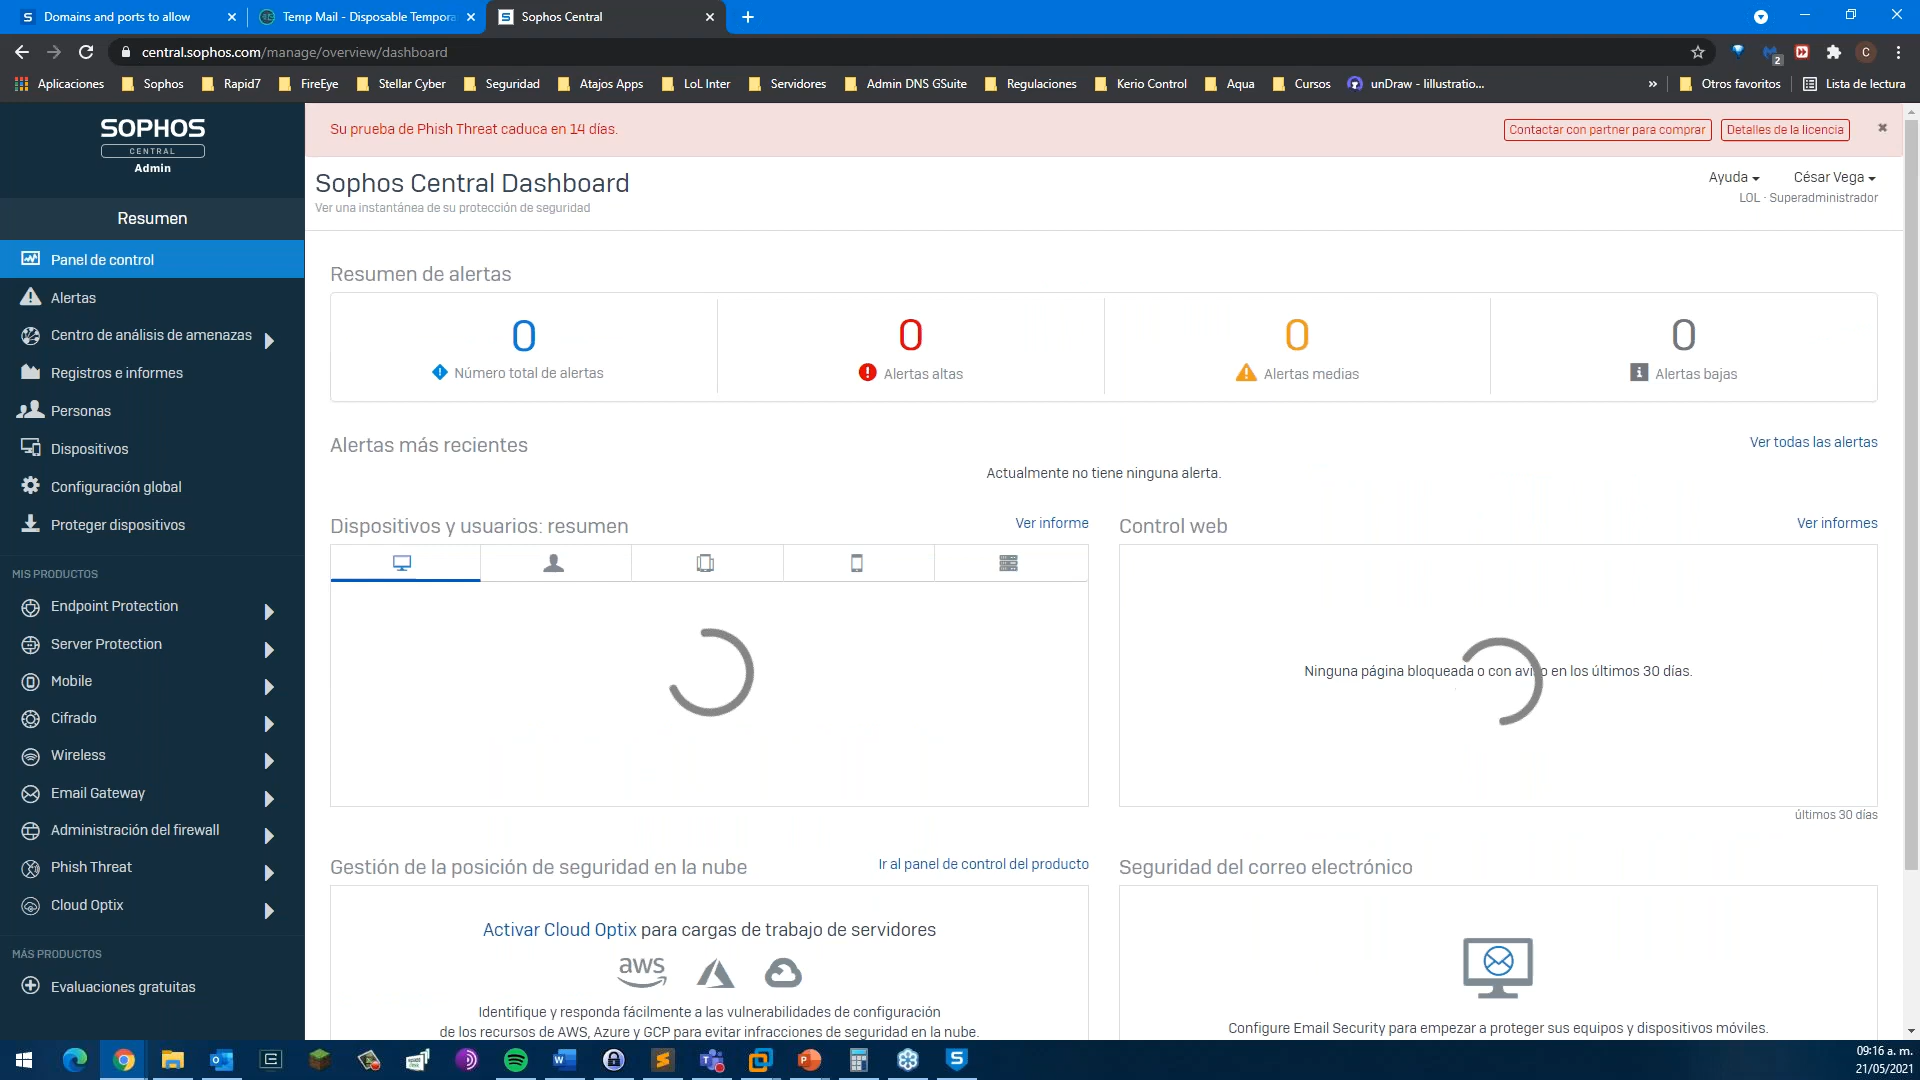 Domains and ports to allow
Temp Mail - Disposable Tempora
Sophos Central
central.sophos.com/manage/overview/dashboard
Aplicaciones
Sophos
Rapid7
FireEye
Stellar Cyber
Seguridad
Atajos Apps
LoL Inter
Servidores
Admin DNS GSuite
Regulaciones
Kerio Control
Aqua
Cursos
unDraw - Iillustratio...
»
Otros favoritos
Lista de lectura
2
C
SOPHOS
CENTRAL
Admin
Resumen
Panel de control
Alertas
Centro de análisis de amenazas
Registros e informes
Personas
Dispositivos
Configuración global
Proteger dispositivos
MIS PRODUCTOS
Endpoint Protection
Server Protection
Mobile
Cifrado
Wireless
Email Gateway
Administración del firewall
Phish Threat
Cloud Optix
MÁS PRODUCTOS
Evaluaciones gratuitas
Su prueba de Phish Threat caduca en 14 días.
Contactar con partner para comprar
Detalles de la licencia
Sophos Central Dashboard
Ver una instantánea de su protección de seguridad
Ayuda
César Vega
LOL - Superadministrador
Resumen de alertas
0
Número total de alertas
0
Alertas altas
0
Alertas medias
0
Alertas bajas
Alertas más recientes
Ver todas las alertas
Actualmente no tiene ninguna alerta.
Dispositivos y usuarios: resumen
Ver informe
Control web
Ver informes
Ninguna página bloqueada o con aviso en los últimos 30 días.
últimos 30 días
Gestión de la posición de seguridad en la nube
Ir al panel de control del producto
Activar Cloud Optix para cargas de trabajo de servidores
aws
Identifique y responda fácilmente a las vulnerabilidades de configuración
de los recursos de AWS, Azure y GCP para evitar infracciones de seguridad en la nube.
Seguridad del correo electrónico
Configure Email Security para empezar a proteger sus equipos y dispositivos móviles.
09:16 a. m.
21/05/2021